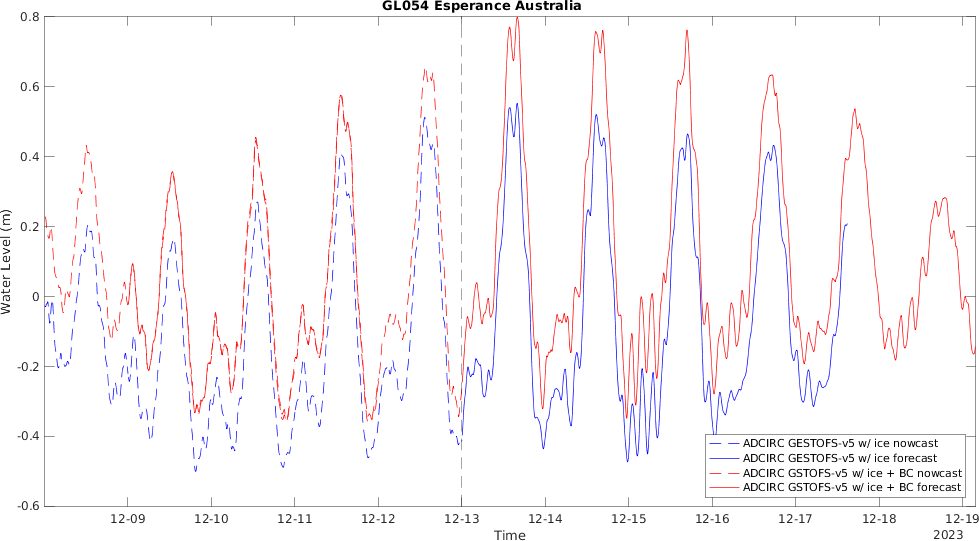 GL054 Esperance Australia
0.8
0.6
0.4
0.2
0
-0.2
-0.4
-0.6
Water Level (m)
12-09 12-10 12-11 12-12 12-13 12-14 12-15 12-16 12-17 12-18 12-19
2023
Time
ADCIRC GESTOFS-v5 w/ ice nowcast
ADCIRC GESTOFS-v5 w/ ice forecast
ADCIRC GSTOFS-v5 w/ ice + BC nowcast
ADCIRC GSTOFS-v5 w/ ice + BC forecast